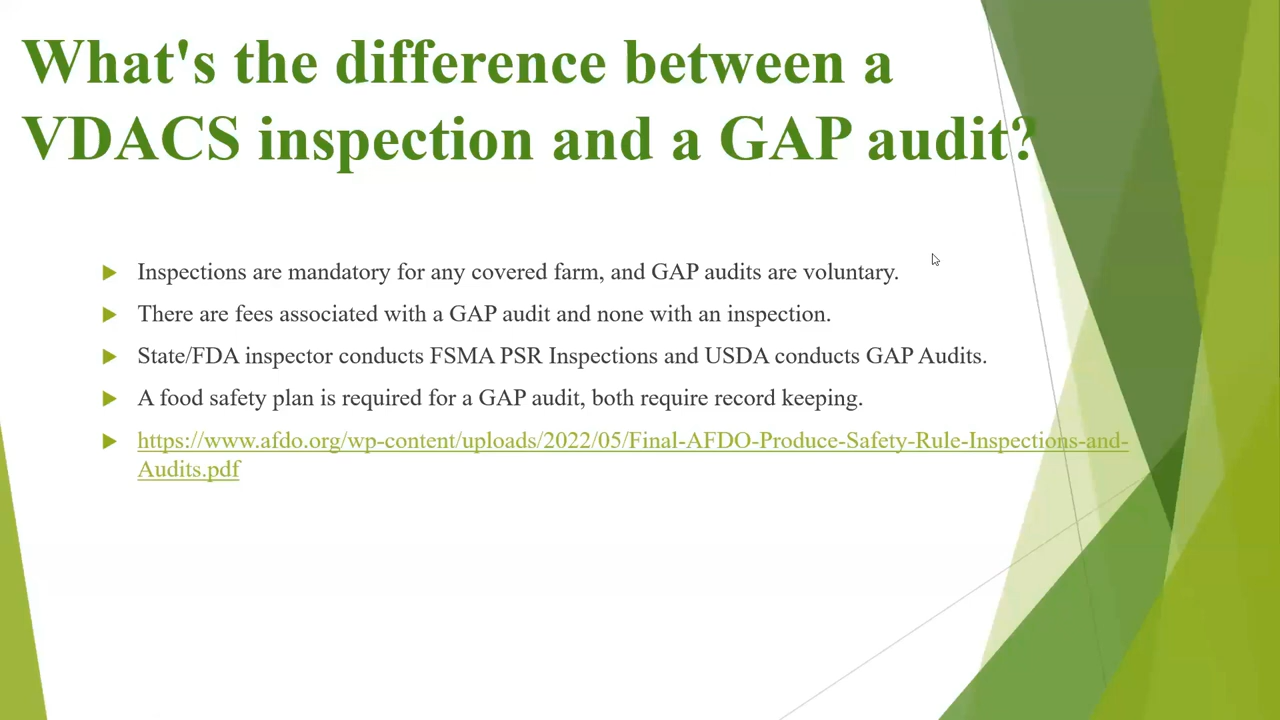 What's the difference between a
VDACS inspection and a GAP audit?
Inspections are mandatory for any covered farm, and GAP audits are voluntary.
There are fees associated with a GAP audit and none with an inspection.
State/FDA inspector conducts FSMA PSR Inspections and USDA conducts GAP Audits.
A food safety plan is required for a GAP audit, both require record keeping.
https://www.afdo.org/wp-content/uploads/2022/05/Final-AFDO-Produce-Safety-Rule-Inspections-and-
Audits.pdf